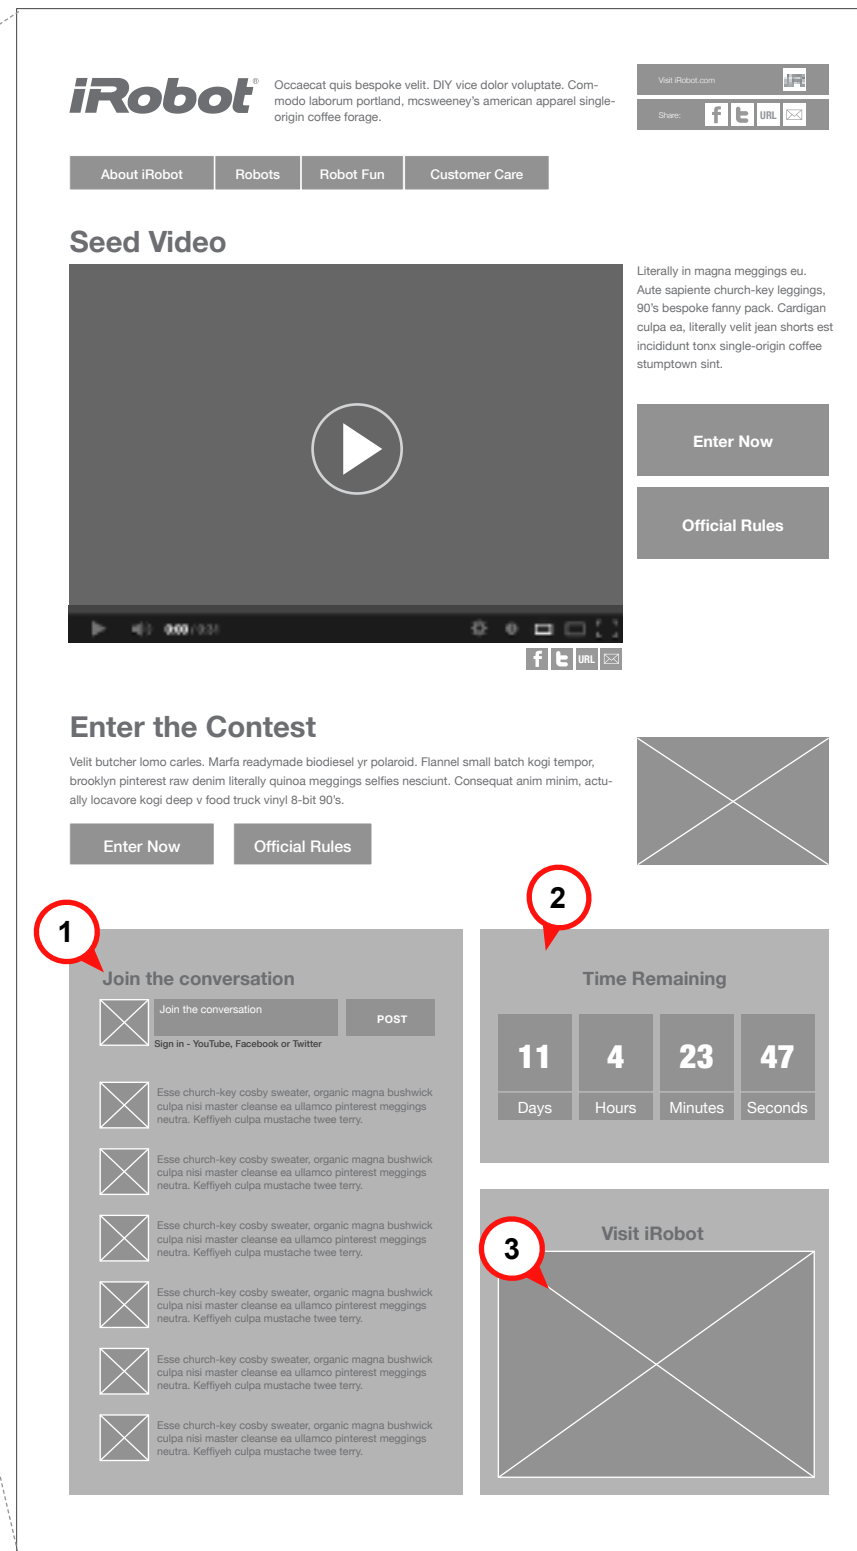 iRobot®
Occaecat quis bespoke velit. DIY vice dolor voluptate. Com-
modo laborum portland, mcsweeney's american apparel single-
origin coffee forage.
Visit iRobot.com
Share:
URL
About iRobot
Robots
Robot Fun
Customer Care
Seed Video
Literally in magna meggings eu.
Aute sapiente church-key leggings,
90's bespoke fanny pack. Cardigan
culpa ea, literally velit jean shorts est
incididunt tonx single-origin coffee
stumptown sint.
Enter Now
Official Rules
0:00 / 0:31
URL
Enter the Contest
Velit butcher lomo carles. Marfa readymade biodiesel yr polaroid. Flannel small batch kogi tempor,
brooklyn pinterest raw denim literally quinoa meggings selfies nesciunt. Consequat anim minim, actu-
ally locavore kogi deep v food truck vinyl 8-bit 90's.
Enter Now
Official Rules
1
Join the conversation
Join the conversation
POST
Sign in - YouTube, Facebook or Twitter
Esse church-key cosby sweater, organic magna bushwick
culpa nisi master cleanse ea ullamco pinterest meggings
neutra. Keffiyeh culpa mustache twee terry.
Esse church-key cosby sweater, organic magna bushwick
culpa nisi master cleanse ea ullamco pinterest meggings
neutra. Keffiyeh culpa mustache twee terry.
Esse church-key cosby sweater, organic magna bushwick
culpa nisi master cleanse ea ullamco pinterest meggings
neutra. Keffiyeh culpa mustache twee terry.
Esse church-key cosby sweater, organic magna bushwick
culpa nisi master cleanse ea ullamco pinterest meggings
neutra. Keffiyeh culpa mustache twee terry.
Esse church-key cosby sweater, organic magna bushwick
culpa nisi master cleanse ea ullamco pinterest meggings
neutra. Keffiyeh culpa mustache twee terry.
Esse church-key cosby sweater, organic magna bushwick
culpa nisi master cleanse ea ullamco pinterest meggings
neutra. Keffiyeh culpa mustache twee terry.
2
Time Remaining
11
4
23
47
Days
Hours
Minutes
Seconds
3
Visit iRobot